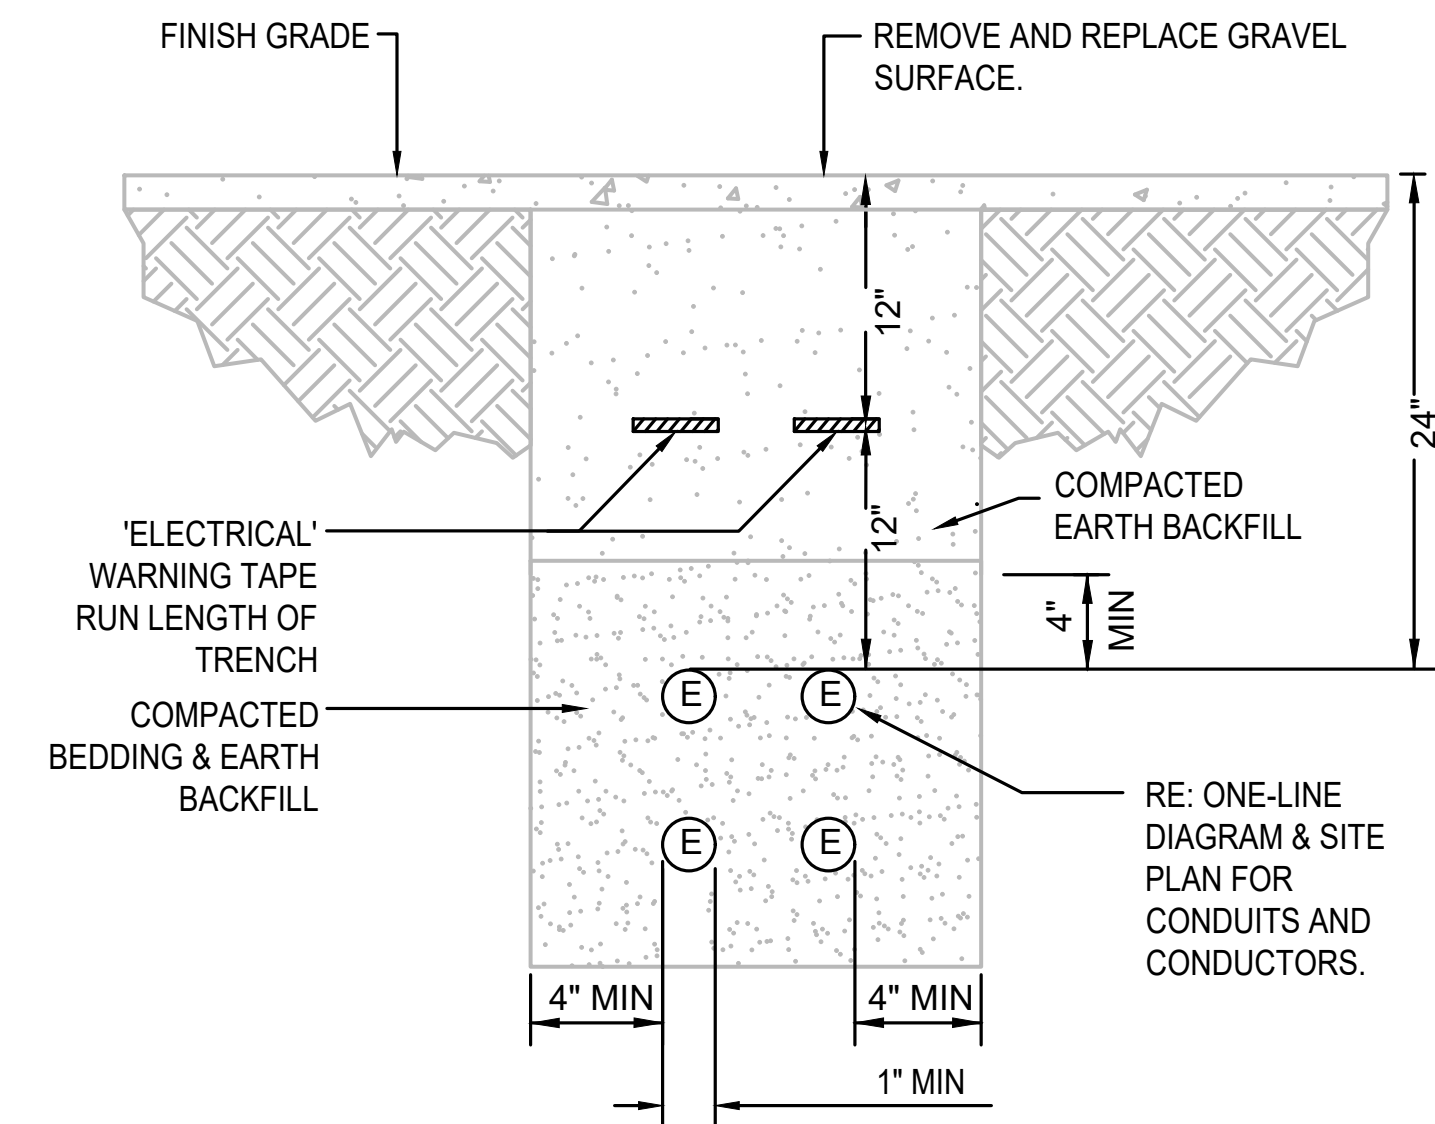 FINISH GRADE
REMOVE AND REPLACE GRAVEL
SURFACE.
12"
24"
12"
COMPACTED
EARTH BACKFILL
'ELECTRICAL'
WARNING TAPE
RUN LENGTH OF
TRENCH
4"
MIN
COMPACTED
BEDDING & EARTH
BACKFILL
E
E
E
E
RE: ONE-LINE
DIAGRAM & SITE
PLAN FOR
CONDUITS AND
CONDUCTORS.
4" MIN
4" MIN
1" MIN